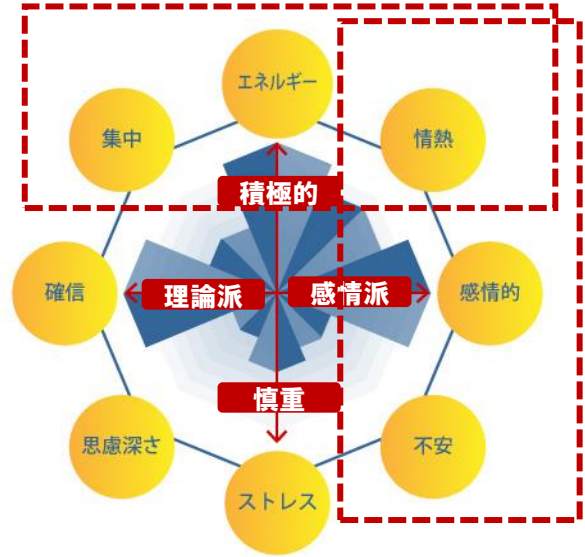 エネルギー
集中
情熱
積極的
確信
理論派
感情派
感情的
慎重
思慮深さ
不安
ストレス